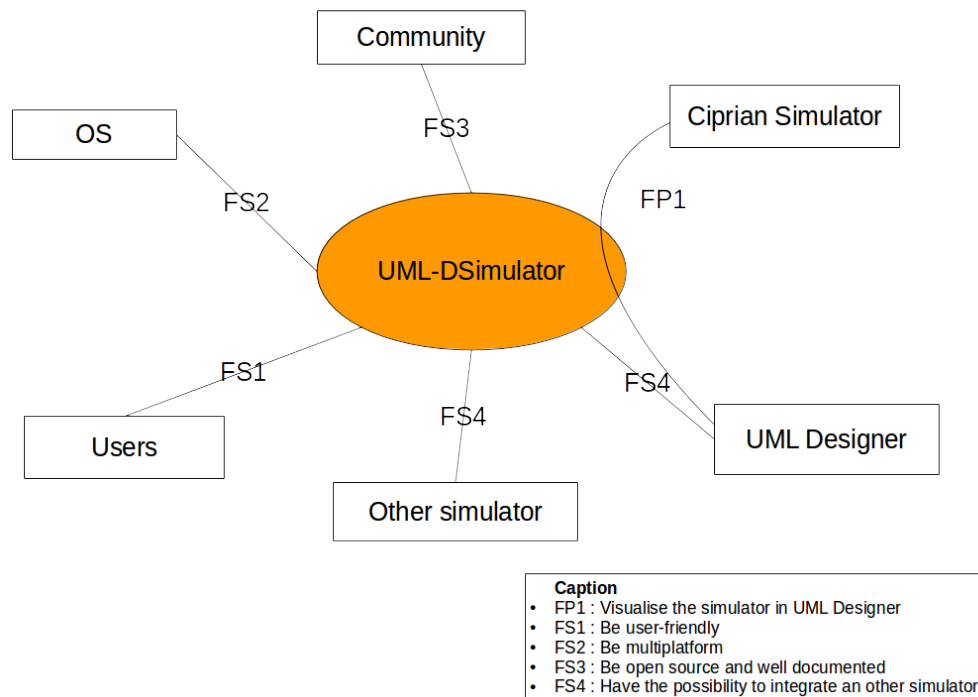 Community
Ciprian Simulator
OS
FS3
FS2
FP1
UML-DSimulator
FS1
FS4
FS4
Users
UML Designer
Other simulator
Caption
• FP1 : Visualise the simulator in UML Designer
• FS1 : Be user-friendly
• FS2 : Be multiplatform
• FS3 : Be open source and well documented
• FS4 : Have the possibility to integrate an other simulator